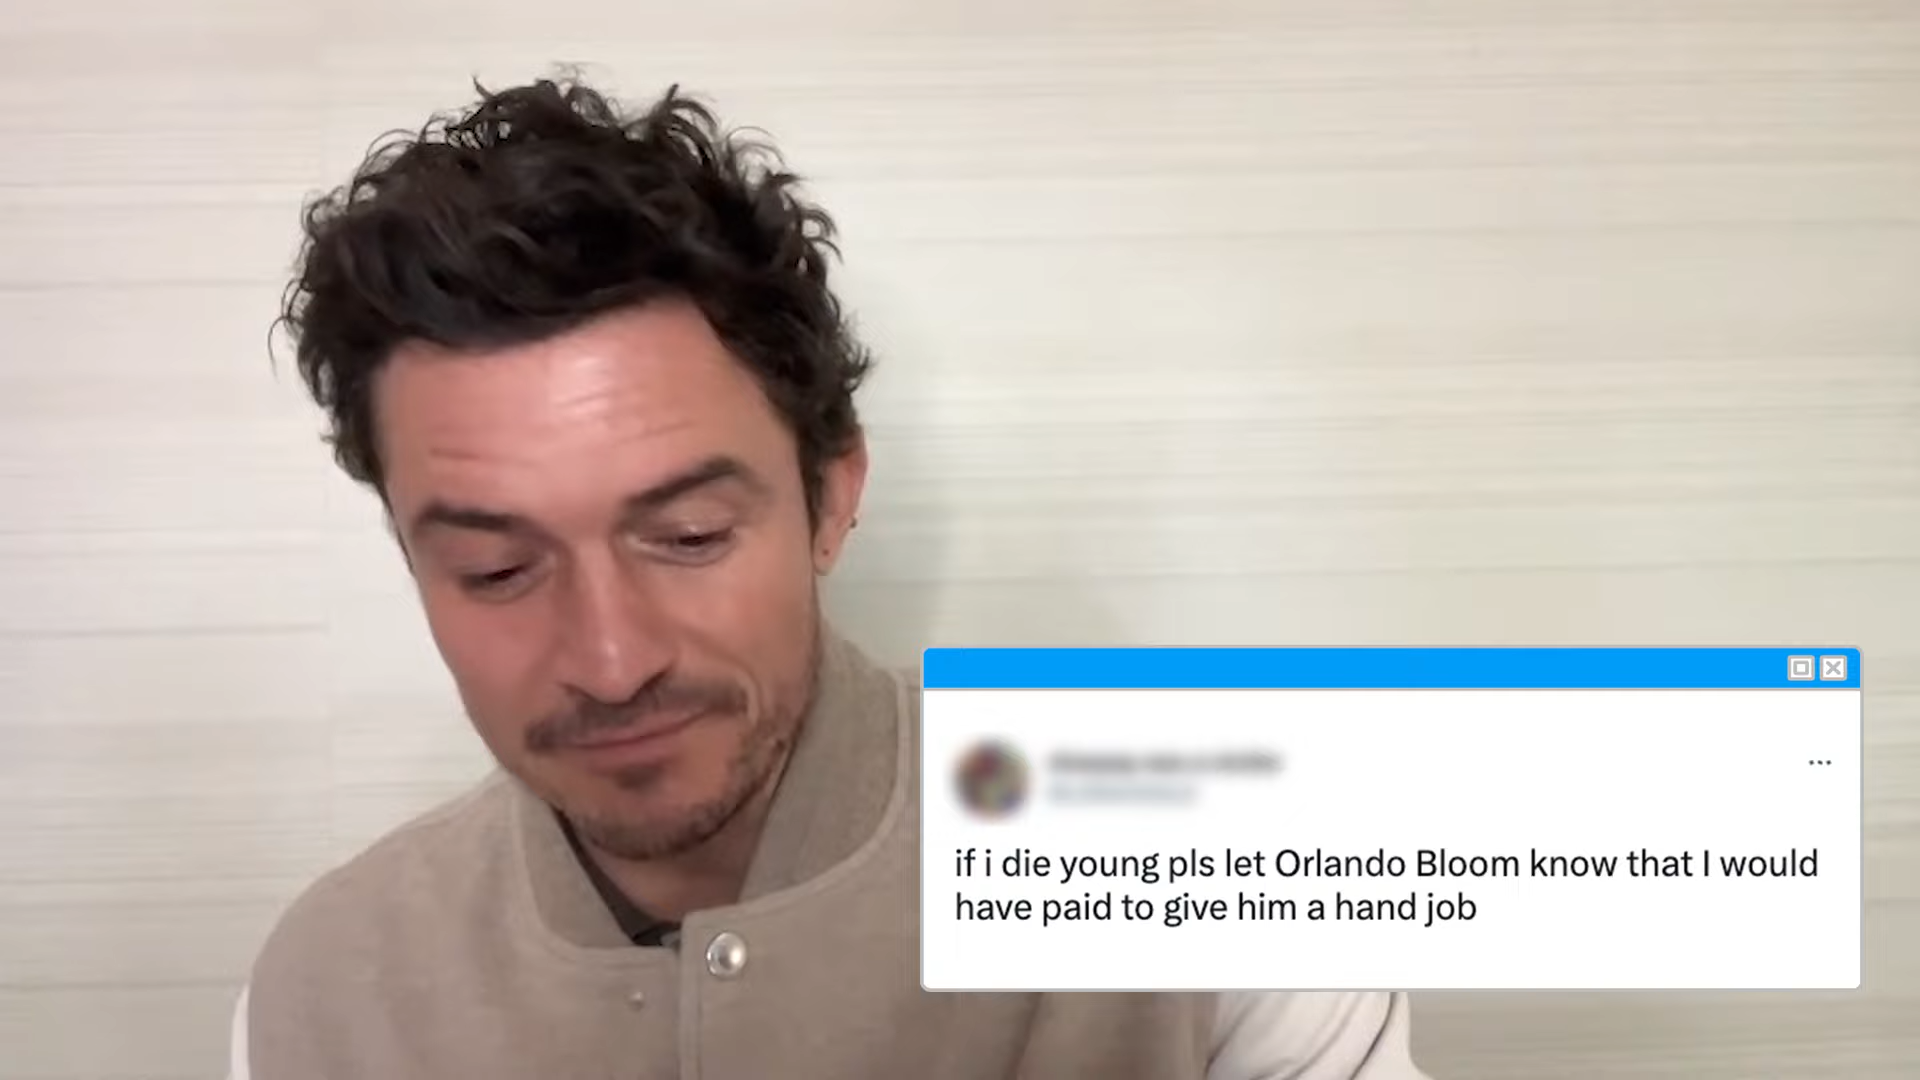 if i die young pls let Orlando Bloom know that I would
have paid to give him a hand job